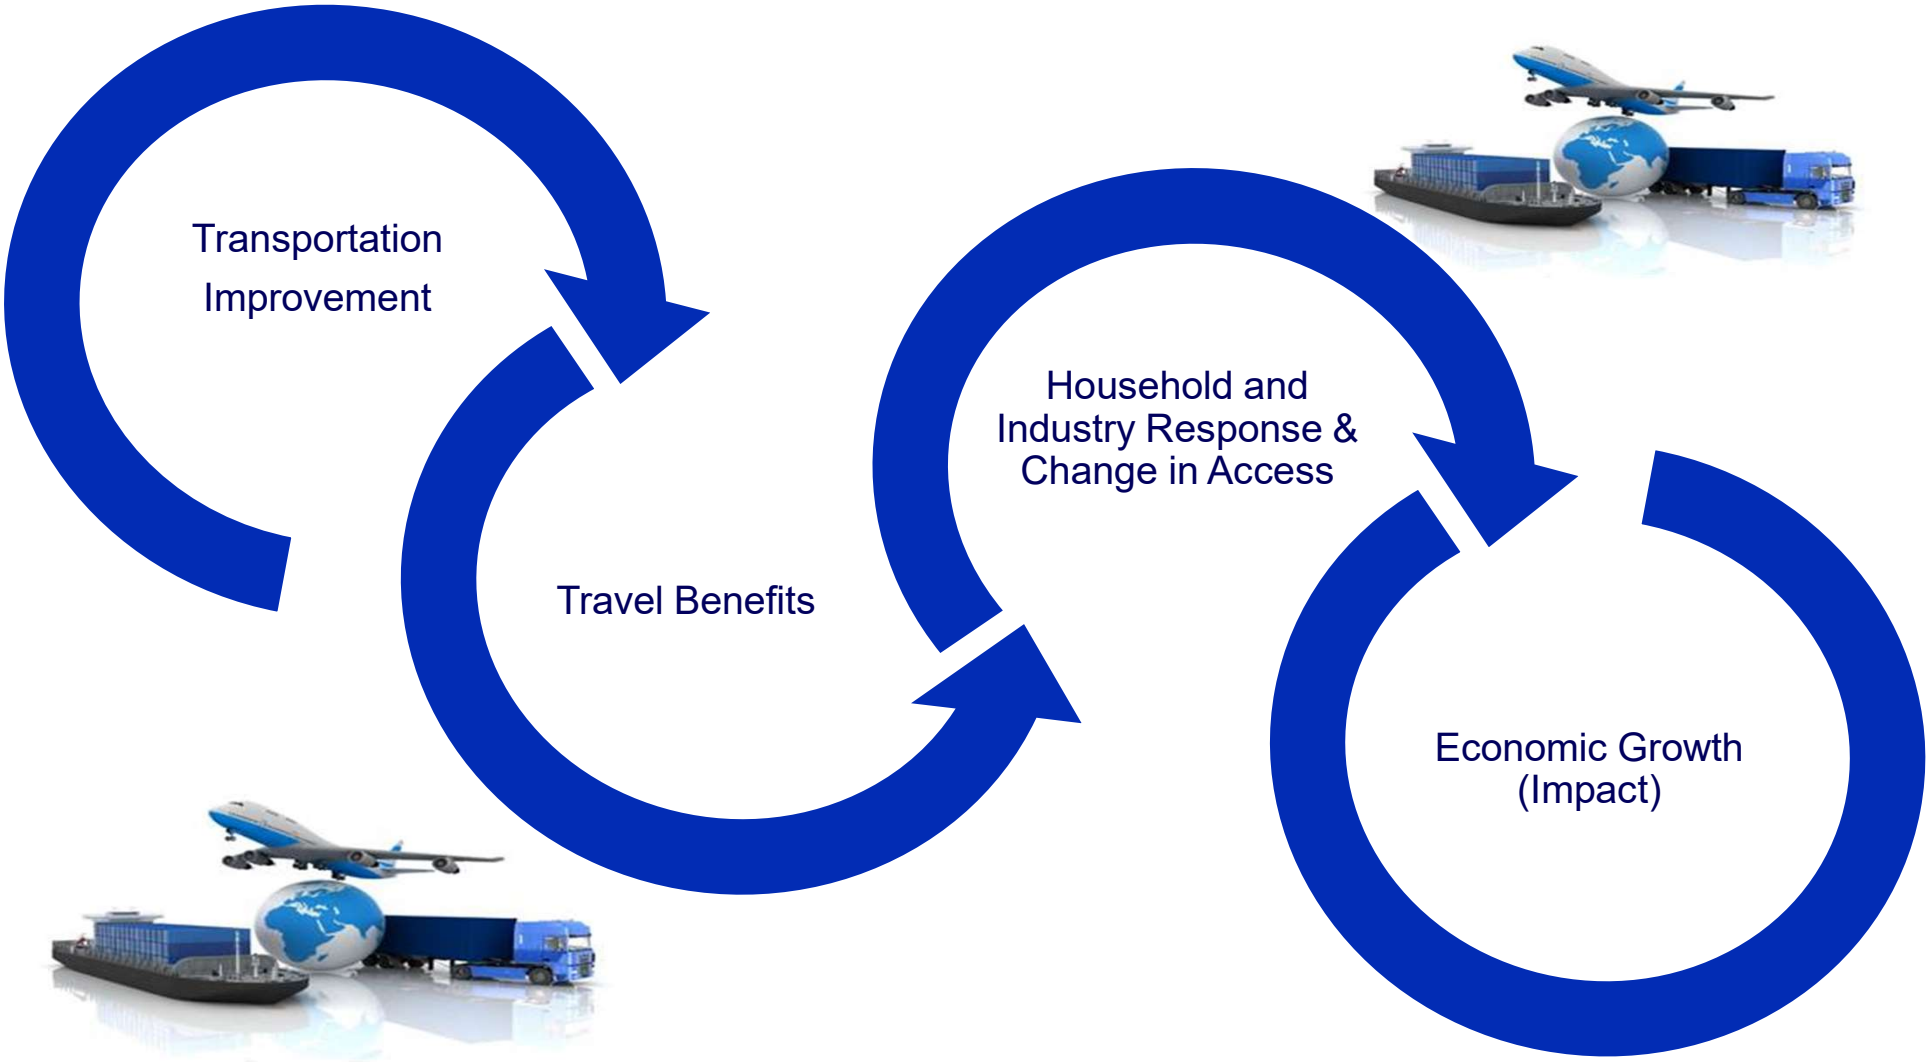 Transportation
Improvement
Travel Benefits
Household and
Industry Response &
Change in Access
Economic Growth
(Impact)